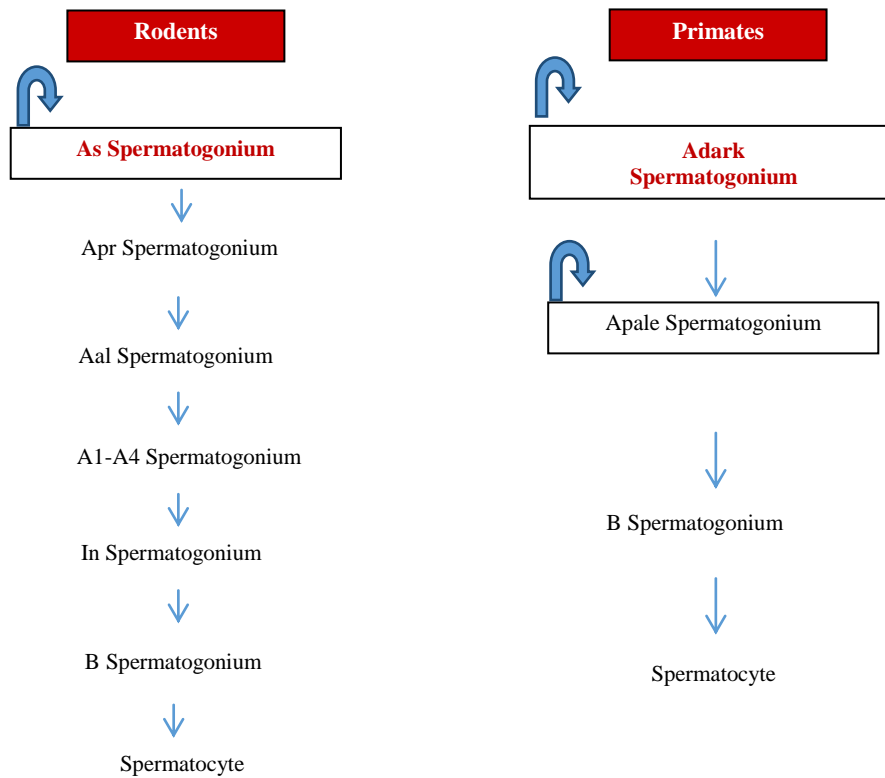 Rodents
As Spermatogonium
Apr Spermatogonium
Aal Spermatogonium
A1-A4 Spermatogonium
In Spermatogonium
B Spermatogonium
Spermatocyte
Primates
Adark
Spermatogonium
Apale Spermatogonium
B Spermatogonium
Spermatocyte